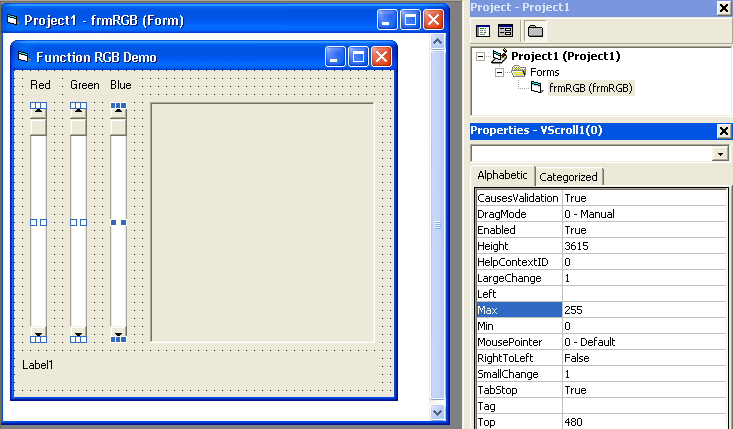 Project1 - frmRGB (Form)
Function RGB Demo
Red Green Blue
Label1
Project - Project1
Project1 (Project1)
Forms
frmRGB (frmRGB)
Properties - VScroll1(0)
Alphabetic Categorized
CausesValidation True
DragMode 0 - Manual
Enabled True
Height 3615
HelpContextID 0
LargeChange 1
Left
Max 255
Min 0
MousePointer 0 - Default
RightToLeft False
SmallChange 1
TabStop True
Tag
Top 480